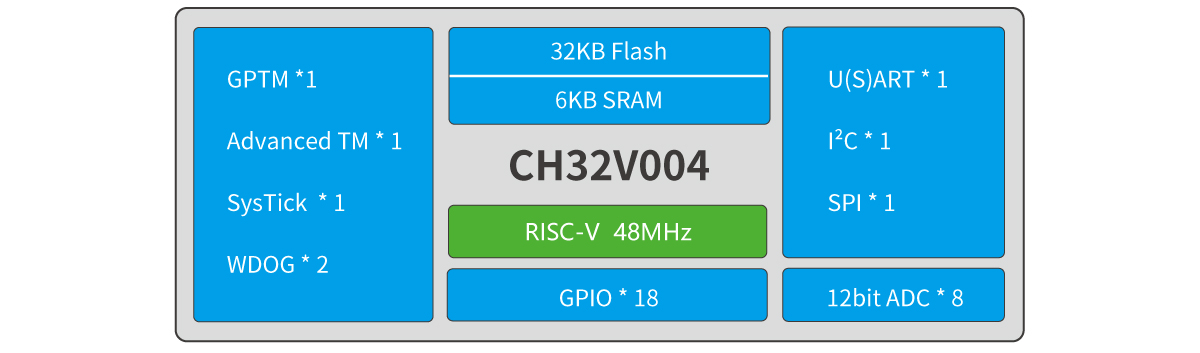 GPTM *1
Advanced TM * 1
SysTick * 1
WDOG * 2
32KB Flash
6KB SRAM
CH32V004
RISC-V 48MHz
GPIO * 18
U(S)ART * 1
I²C * 1
SPI * 1
12bit ADC * 8